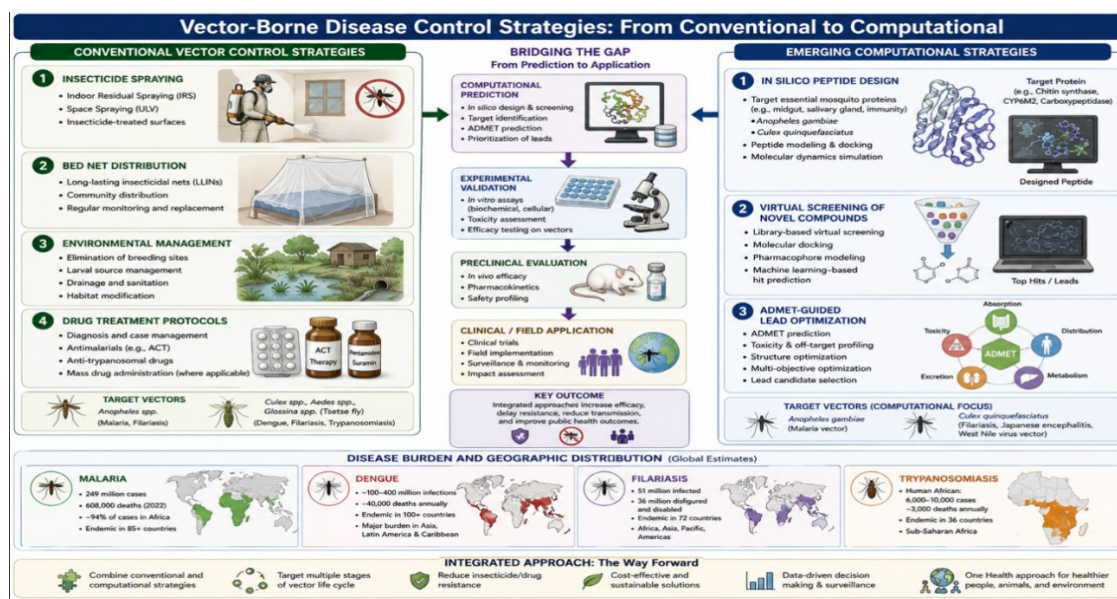 Vector-Borne Disease Control Strategies: From Conventional to Computational
CONVENTIONAL VECTOR CONTROL STRATEGIES
1 INSECTICIDE SPRAYING
• Indoor Residual Spraying (IRS)
• Space Spraying (ULV)
• Insecticide-treated surfaces
2 BED NET DISTRIBUTION
• Long-lasting insecticidal nets (LLINs)
• Community distribution
• Regular monitoring and replacement
3 ENVIRONMENTAL MANAGEMENT
• Elimination of breeding sites
• Larval source management
• Drainage and sanitation
• Habitat modification
4 DRUG TREATMENT PROTOCOLS
• Diagnosis and case management
• Antimalarials (e.g., ACT)
• Anti-trypanosomal drugs
• Mass drug administration (where applicable)
ACT
Therapy
Pentamidine
Suramin
TARGET VECTORS
Anopheles spp.
(Malaria, Filariasis)
Culex spp., Aedes spp.,
Glossina spp. (Tsetse fly)
(Dengue, Filariasis, Trypanosomiasis)
BRIDGING THE GAP
From Prediction to Application
COMPUTATIONAL
PREDICTION
• In silico design & screening
• Target identification
• ADMET prediction
• Prioritization of leads
EXPERIMENTAL
VALIDATION
• In vitro assays
(biochemical, cellular)
• Toxicity assessment
• Efficacy testing on vectors
PRECLINICAL EVALUATION
• In vivo efficacy
• Pharmacokinetics
• Safety profiling
CLINICAL / FIELD APPLICATION
• Clinical trials
• Field implementation
• Surveillance & monitoring
• Impact assessment
KEY OUTCOME
Integrated approaches increase efficacy,
delay resistance, reduce transmission,
and improve public health outcomes.
EMERGING COMPUTATIONAL STRATEGIES
1 IN SILICO PEPTIDE DESIGN
• Target essential mosquito proteins
(e.g., midgut, salivary gland, immunity)
• Anopheles gambiae
• Culex quinquefasciatus
• Peptide modeling & docking
• Molecular dynamics simulation
Target Protein
(e.g., Chitin synthase,
CYP6M2, Carboxypeptidase)
Designed Peptide
2 VIRTUAL SCREENING OF
NOVEL COMPOUNDS
• Library-based virtual screening
• Molecular docking
• Pharmacophore modeling
• Machine learning–based
hit prediction
Top Hits / Leads
3 ADMET-GUIDED
LEAD OPTIMIZATION
• ADMET prediction
• Toxicity & off-target profiling
• Structure optimization
• Multi-objective optimization
• Lead candidate selection
Absorption
Toxicity
Distribution
ADMET
Excretion
Metabolism
TARGET VECTORS (COMPUTATIONAL FOCUS)
Anopheles gambiae
(Malaria vector)
Culex quinquefasciatus
(Filariasis, Japanese encephalitis,
West Nile virus vector)
DISEASE BURDEN AND GEOGRAPHIC DISTRIBUTION (Global Estimates)
MALARIA
• 249 million cases
• 608,000 deaths (2022)
• ~94% of cases in Africa
• Endemic in 85+ countries
DENGUE
• ~100–400 million infections
• ~40,000 deaths annually
• Endemic in 100+ countries
• Major burden in Asia,
Latin America & Caribbean
FILARIASIS
• 51 million infected
• 36 million disfigured
and disabled
• Endemic in 72 countries
• Africa, Asia, Pacific,
Americas
TRYPANOSOMIASIS
• Human African:
6,000–10,000 cases
~3,000 deaths annually
• Endemic in 36 countries
• Sub-Saharan Africa
INTEGRATED APPROACH: The Way Forward
Combine conventional and
computational strategies
Target multiple stages
of vector life cycle
Reduce insecticide/drug
resistance
Cost-effective and
sustainable solutions
Data-driven decision
making & surveillance
One Health approach for healthier
people, animals, and environment